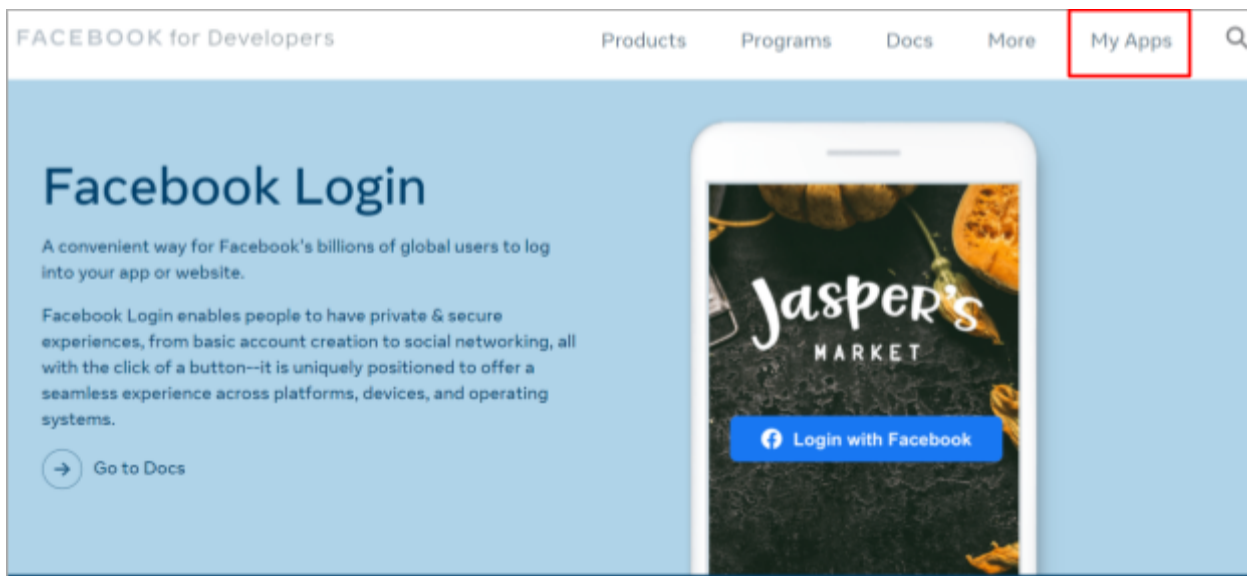 FACEBOOK for Developers
Products Programs Docs More My Apps
Facebook Login
A convenient way for Facebook's billions of global users to log
into your app or website.
Facebook Login enables people to have private & secure
experiences, from basic account creation to social networking, all
with the click of a button--it is uniquely positioned to offer a
seamless experience across platforms, devices, and operating
systems.
Go to Docs
Jasper's
MARKET
Login with Facebook